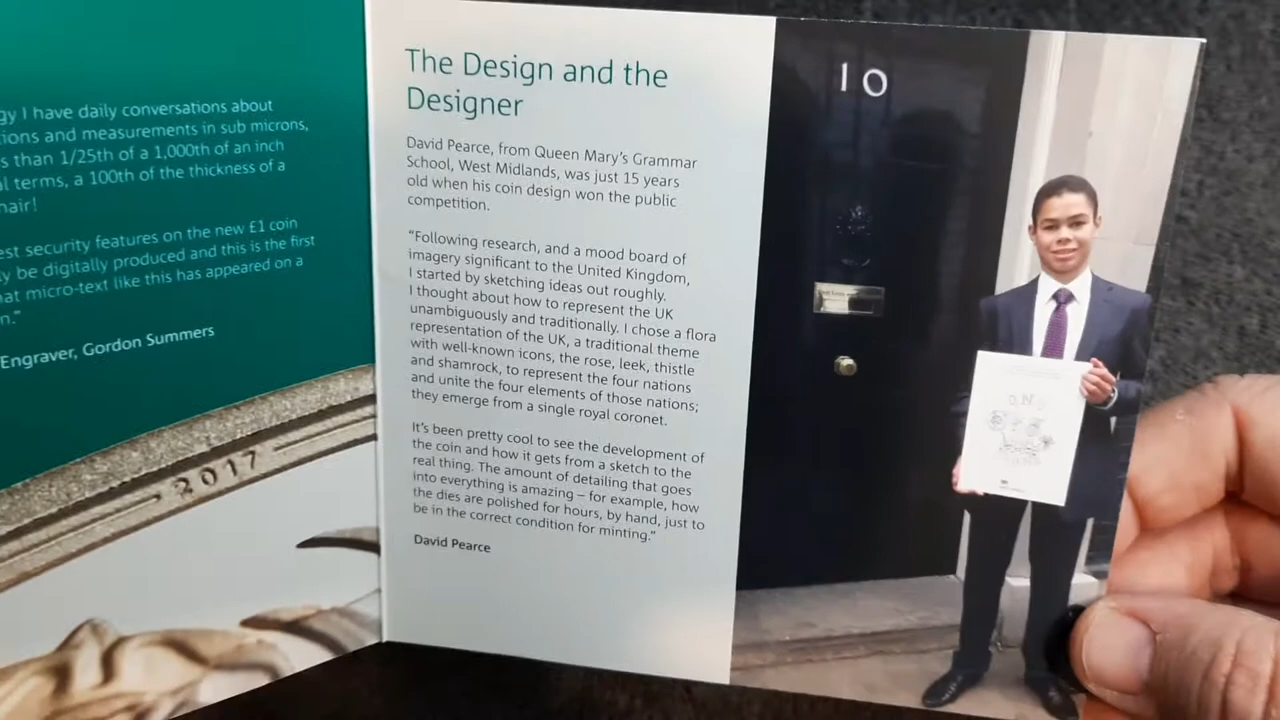 gy I have daily conversations about
ions and measurements in sub microns,
s than 1/25th of a 1,000th of an inch
l terms, a 100th of the thickness of a
hair!
est security features on the new £1 coin
y be digitally produced and this is the first
hat micro-text like this has appeared on a
n."
Engraver, Gordon Summers
2017
The Design and the
Designer
David Pearce, from Queen Mary's Grammar
School, West Midlands, was just 15 years
old when his coin design won the public
competition.
"Following research, and a mood board of
imagery significant to the United Kingdom,
I started by sketching ideas out roughly.
I thought about how to represent the UK
unambiguously and traditionally. I chose a flora
representation of the UK, a traditional theme
with well-known icons, the rose, leek, thistle
and shamrock, to represent the four nations
and unite the four elements of those nations;
they emerge from a single royal coronet.
It's been pretty cool to see the development of
the coin and how it gets from a sketch to the
real thing. The amount of detailing that goes
into everything is amazing – for example, how
the dies are polished for hours, by hand, just to
be in the correct condition for minting."
David Pearce
10